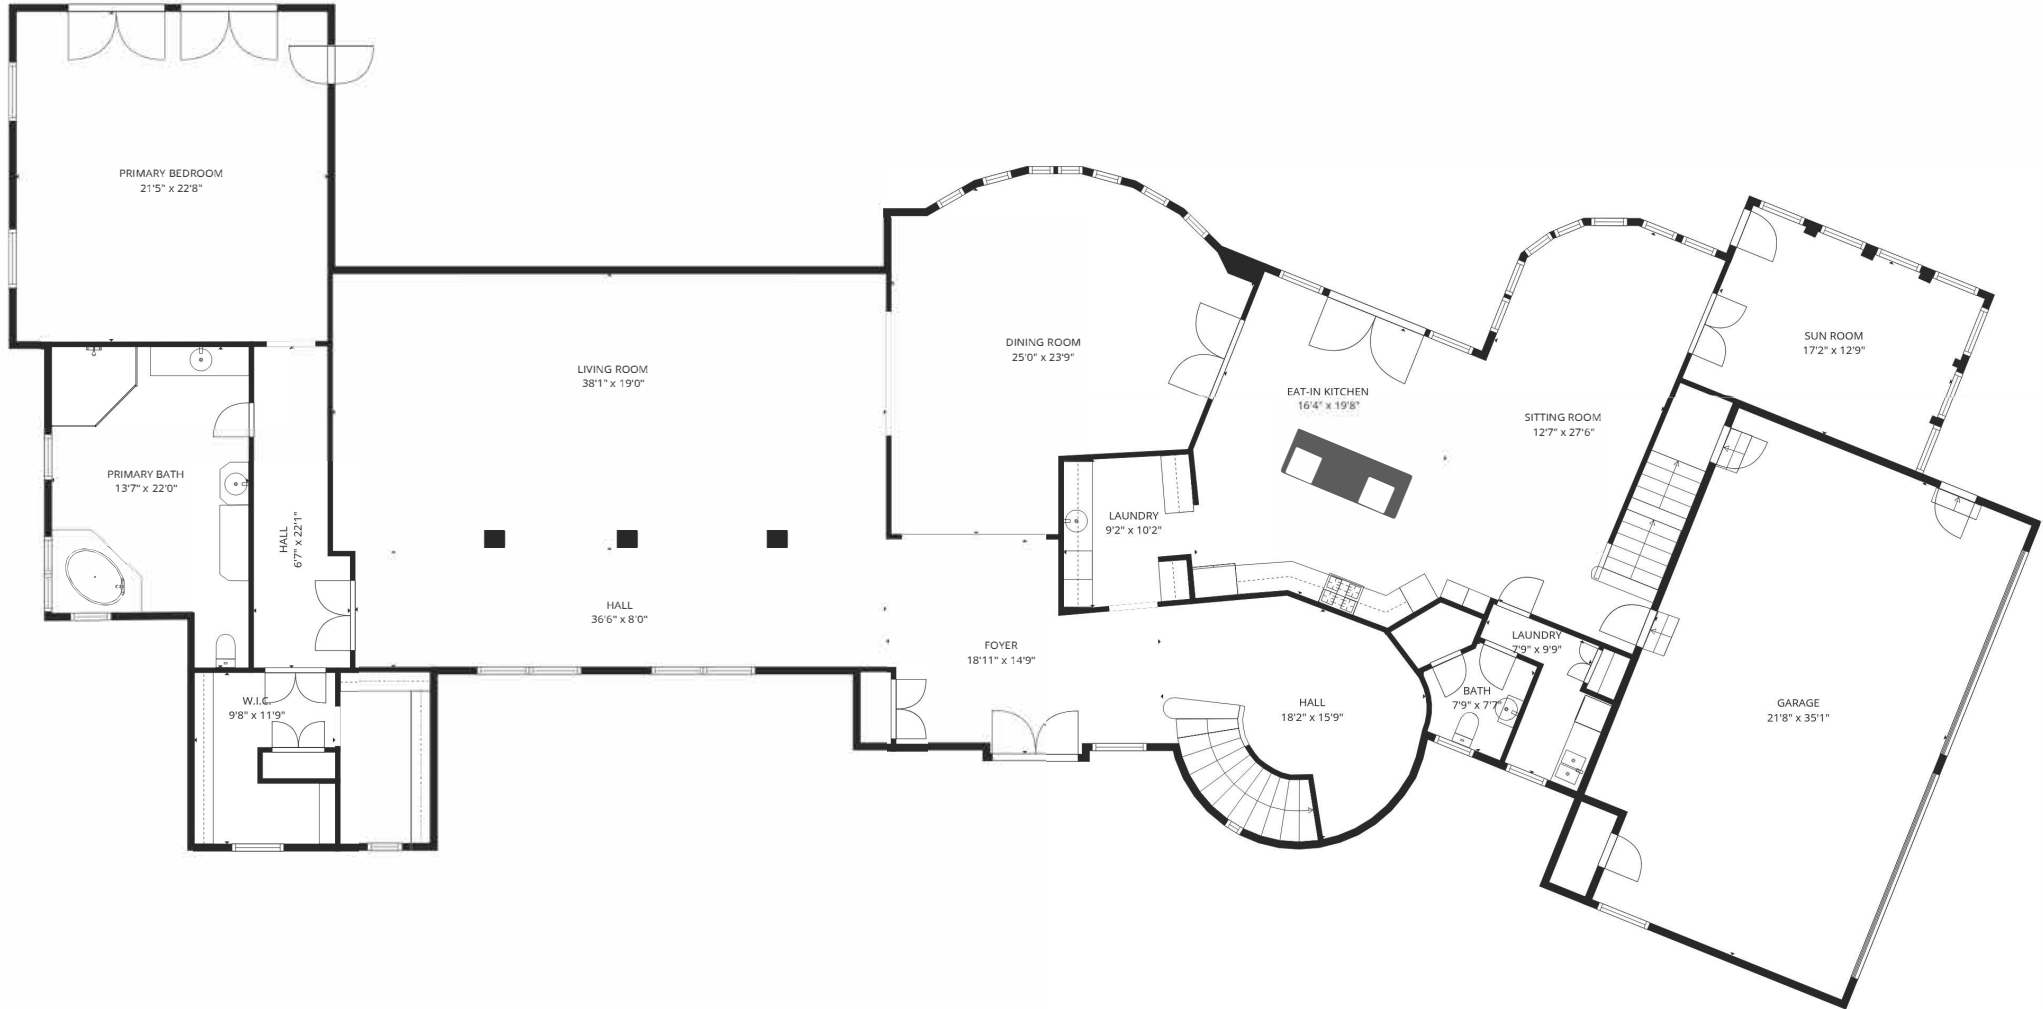 PRIMARY BEDROOM
21'5" x 22'8"
DINING ROOM
25'0" x 23'9"
SUN ROOM
17'2" x 12'9"
LIVING ROOM
38'1" x 19'0"
EAT-IN KITCHEN
16'4" x 19'8"
SITTING ROOM
12'7" x 27'6"
PRIMARY BATH
13'7" x 22'0"
HALL
6'7" x 22'1"
LAUNDRY
9'2" x 10'2"
HALL
36'6" x 8'0"
FOYER
18'11" x 14'9"
LAUNDRY
7'9" x 9'9"
W.I.C.
9'8" x 11'9"
HALL
18'2" x 15'9"
BATH
7'9" x 7'7"
GARAGE
21'8" x 35'1"